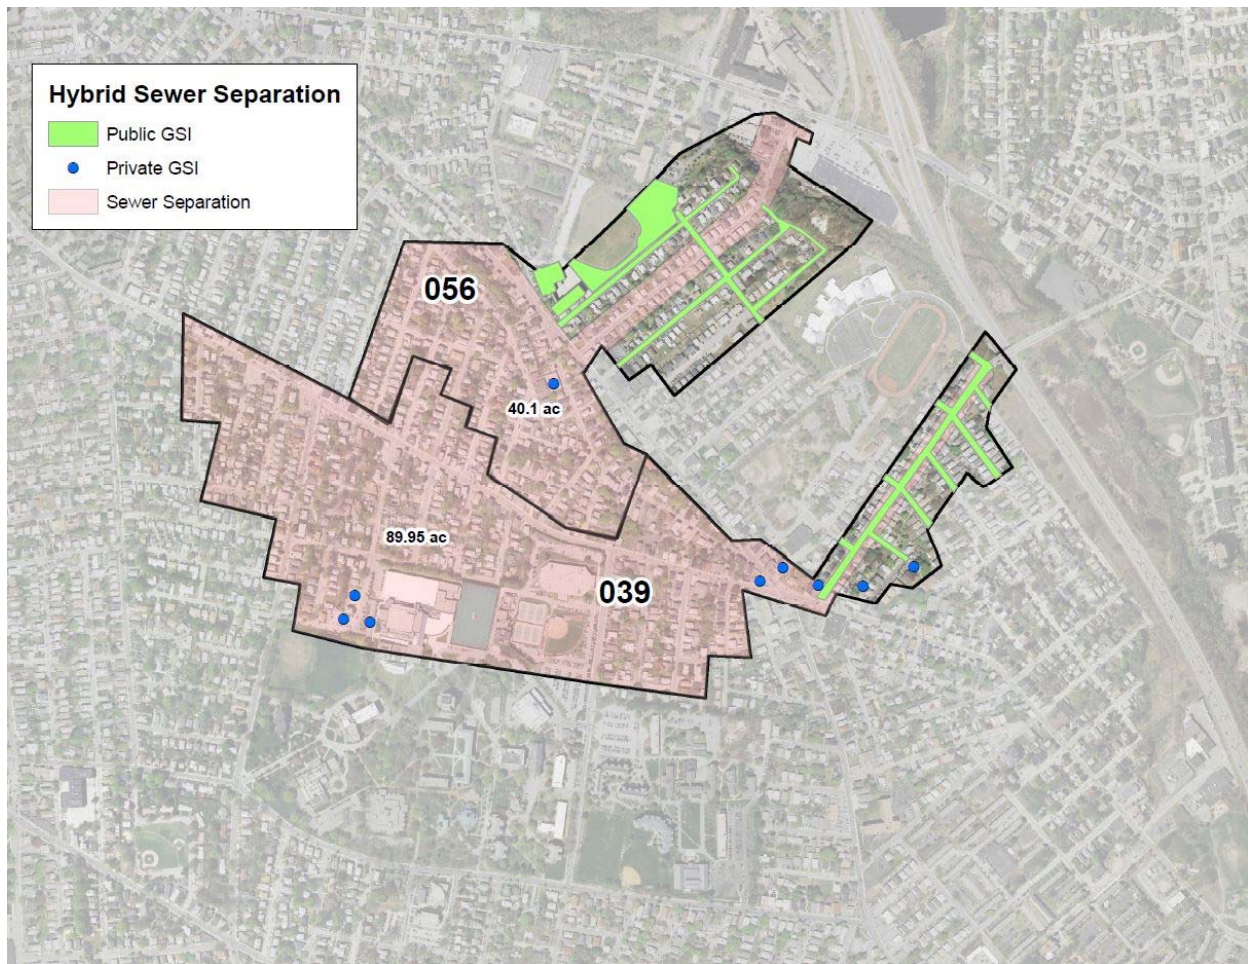 Hybrid Sewer Separation
Public GSI
Private GSI
Sewer Separation
056
40.1 ac
89.95 ac
039